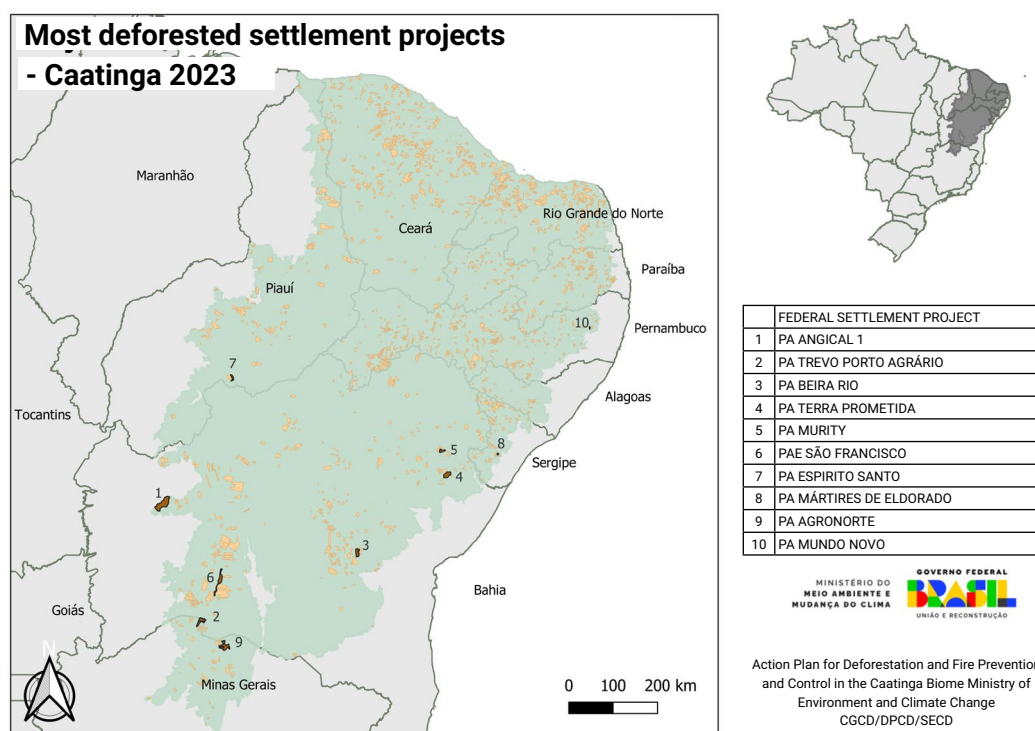 Most deforested settlement projects
- Caatinga 2023
Maranhão
Ceará
Rio Grande do Norte
Paraíba
Piauí
Pernambuco
10
7
Alagoas
Tocantins
5
8
Sergipe
4
1
3
6
Bahia
Goiás
2
9
N
Minas Gerais
0 100 200 km
FEDERAL SETTLEMENT PROJECT
1 PA ANGICAL 1
2 PA TREVO PORTO AGRÁRIO
3 PA BEIRA RIO
4 PA TERRA PROMETIDA
5 PA MURITY
6 PAE SÃO FRANCISCO
7 PA ESPIRITO SANTO
8 PA MÁRTIRES DE ELDORADO
9 PA AGRONORTE
10 PA MUNDO NOVO
MINISTÉRIO DO
MEIO AMBIENTE E
MUDANÇA DO CLIMA
GOVERNO FEDERAL
BRASIL
UNIÃO E RECONSTRUÇÃO
Action Plan for Deforestation and Fire Prevention
and Control in the Caatinga Biome Ministry of
Environment and Climate Change
CGCD/DPCD/SECD